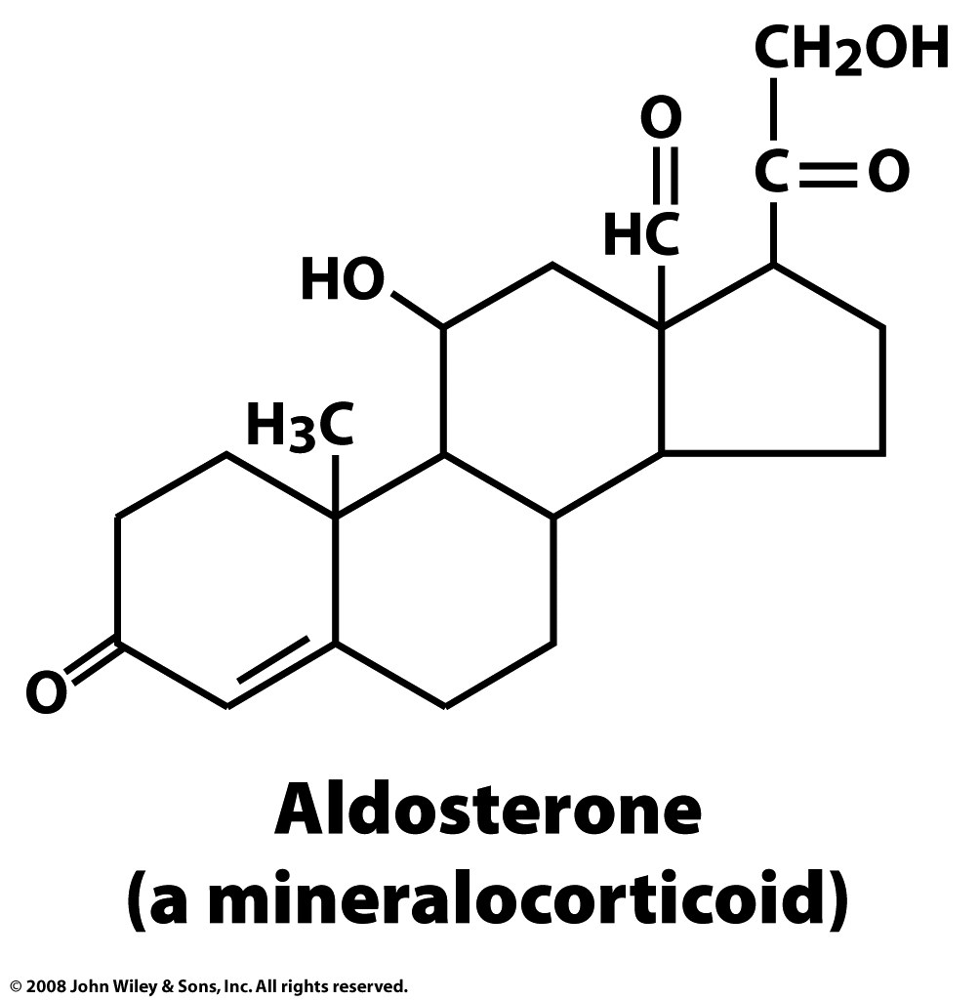 CH2OH
O
C
O
HC
HO
H3C
O
Aldosterone
(a mineralocorticoid)
© 2008 John Wiley & Sons, Inc. All rights reserved.